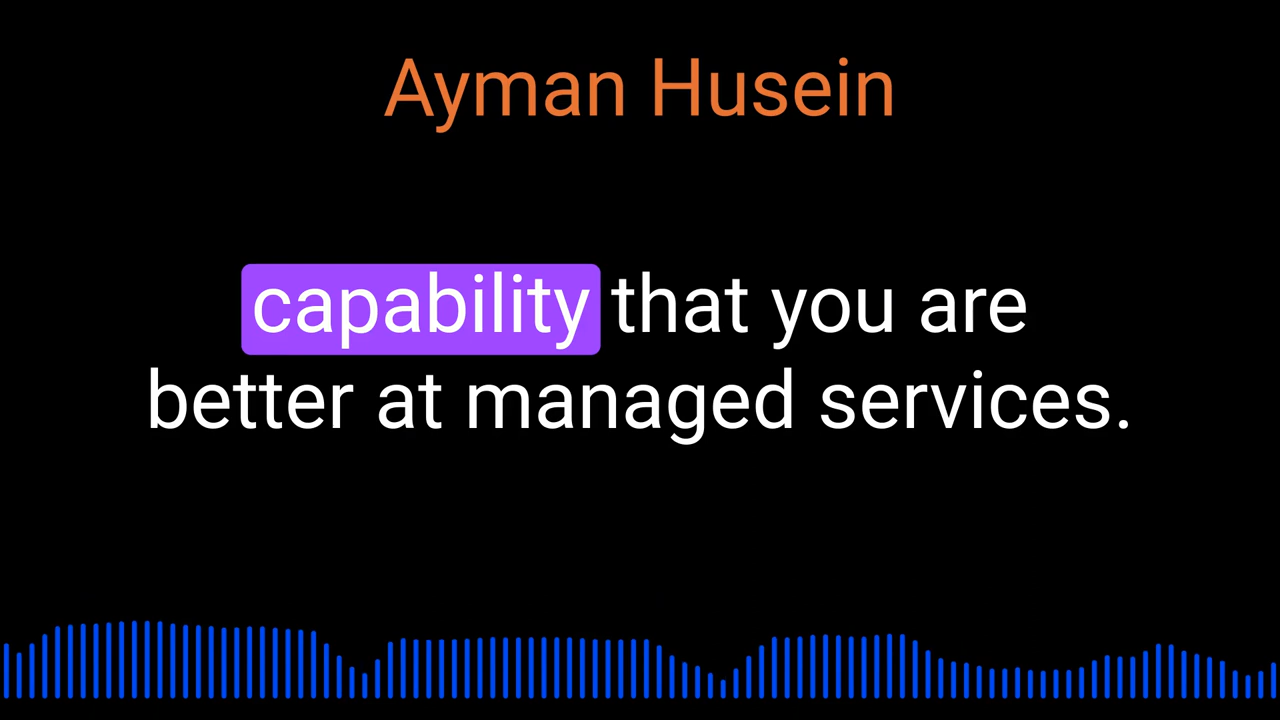 Ayman Husein
capability that you are
better at managed services.